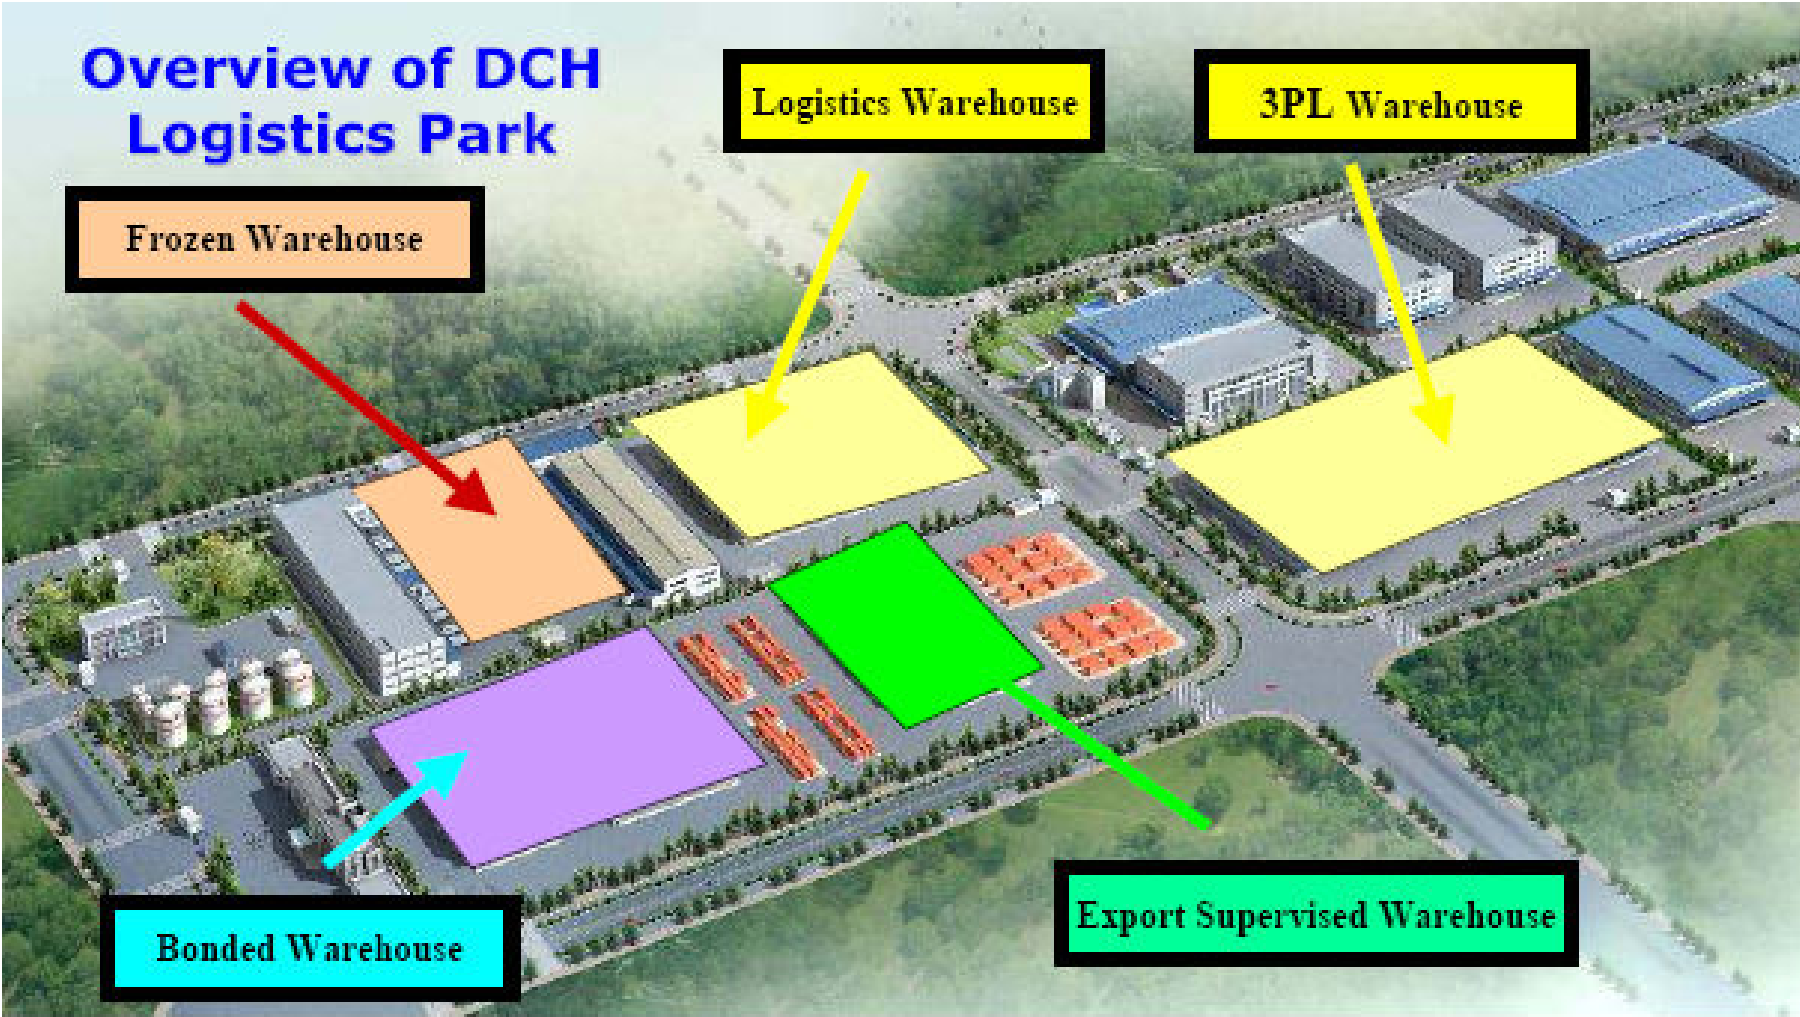 Overview of DCH
Logistics Park
Logistics Warehouse
3PL Warehouse
Frozen Warehouse
Bonded Warehouse
Export Supervised Warehouse